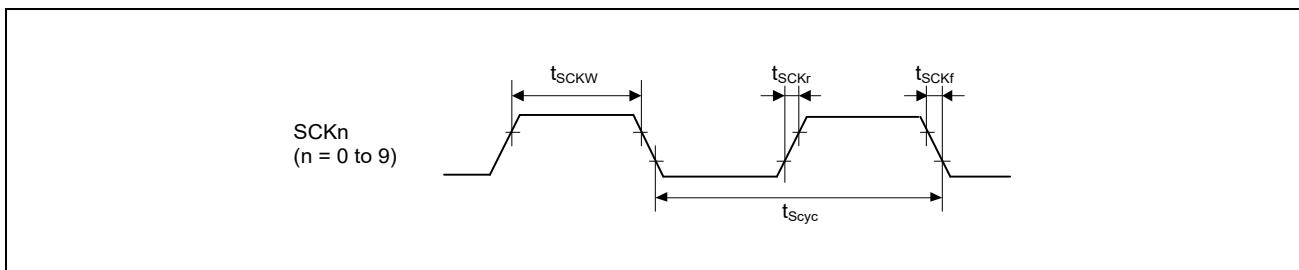 tSCKW
tSCKr
tSCKf
SCKn
(n = 0 to 9)
tScyc